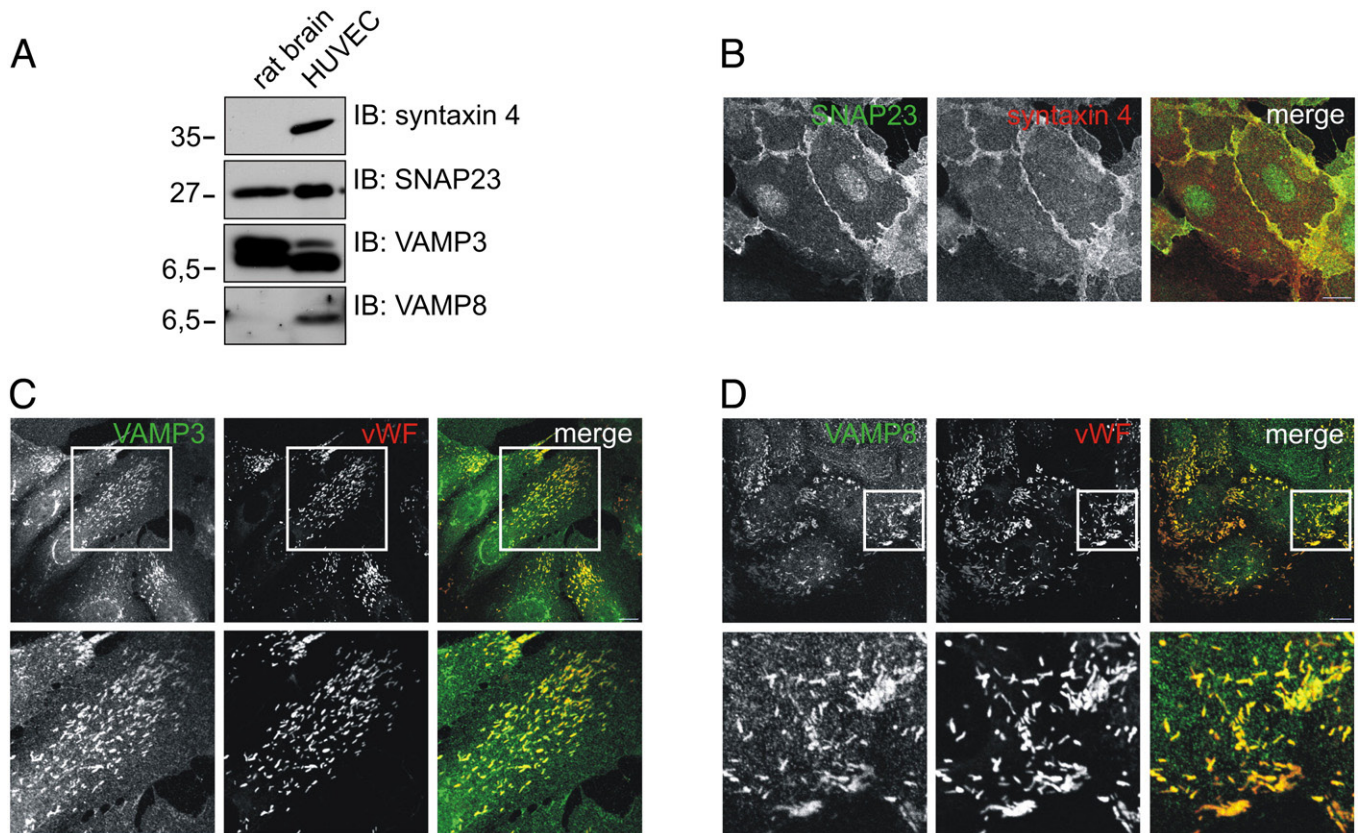 A
rat brain
HUVEC
35
IB: syntaxin 4
27
IB: SNAP23
6,5
IB: VAMP3
6,5
IB: VAMP8
B
SNAP23
syntaxin 4
merge
C
VAMP3
vWF
merge
D
VAMP8
vWF
merge